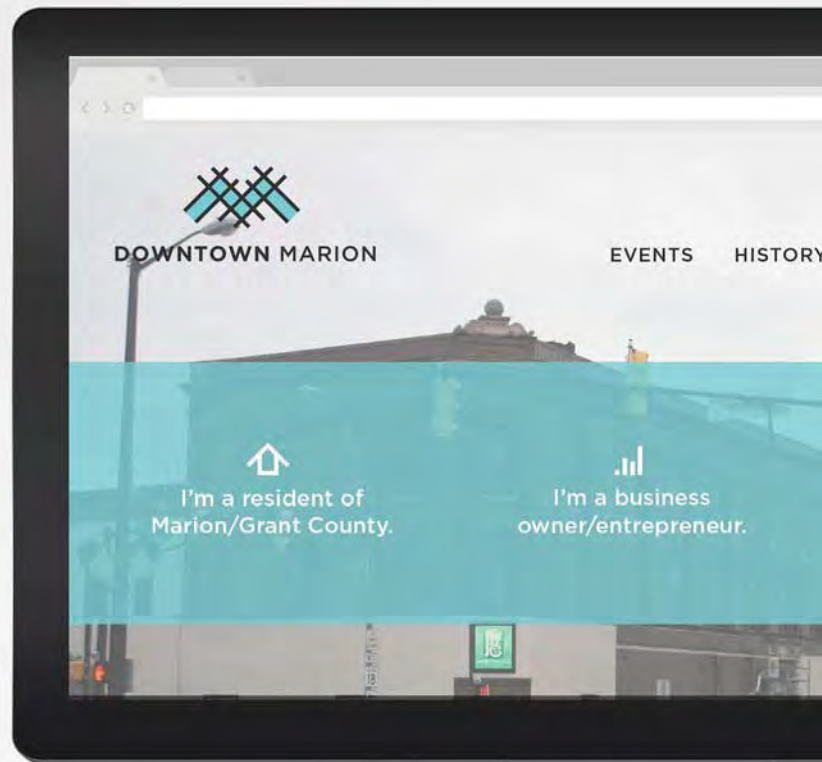 DOWNTOWN MARION
EVENTS HISTORY
I'm a resident of
Marion/Grant County.
I'm a business
owner/entrepreneur.